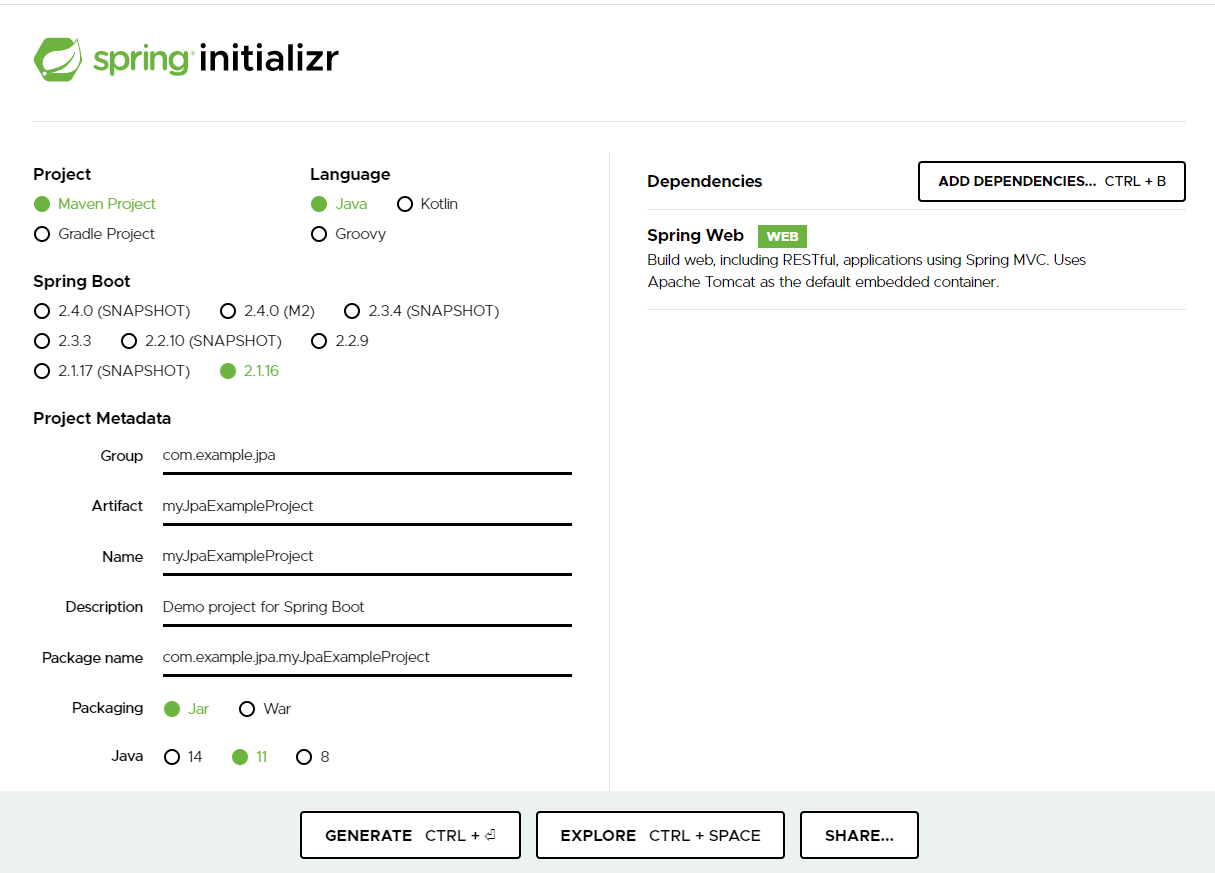 spring initializr
Project
Maven Project
Gradle Project
Language
Java Kotlin
Groovy
Spring Boot
2.4.0 (SNAPSHOT) 2.4.0 (M2) 2.3.4 (SNAPSHOT)
2.3.3 2.2.10 (SNAPSHOT) 2.2.9
2.1.17 (SNAPSHOT) 2.1.16
Project Metadata
Group com.example.jpa
Artifact myJpaExampleProject
Name myJpaExampleProject
Description Demo project for Spring Boot
Package name com.example.jpa.myJpaExampleProject
Packaging Jar War
Java 14 11 8
Dependencies ADD DEPENDENCIES... CTRL + B
Spring Web WEB
Build web, including RESTful, applications using Spring MVC. Uses
Apache Tomcat as the default embedded container.
GENERATE CTRL + ⏎ EXPLORE CTRL + SPACE SHARE...